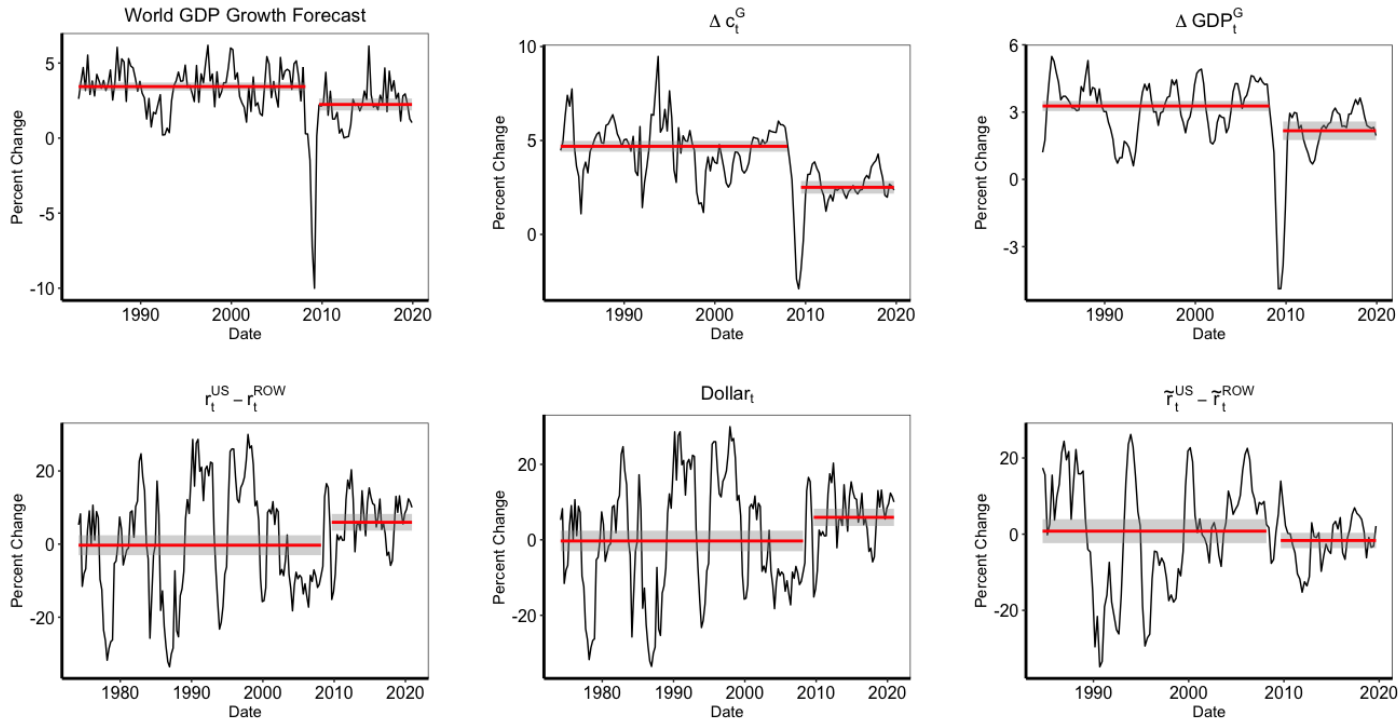 World GDP Growth Forecast
Percent Change
5
0
-5
-10
1990 2000 2010 2020
Date
Δ c_t^G
Percent Change
10
5
0
1990 2000 2010 2020
Date
Δ GDP_t^G
Percent Change
6
3
0
-3
1990 2000 2010 2020
Date
r_t^US – r_t^ROW
Percent Change
20
0
-20
1980 1990 2000 2010 2020
Date
Dollar_t
Percent Change
20
0
-20
1980 1990 2000 2010 2020
Date
r̃_t^US – r̃_t^ROW
Percent Change
20
0
-20
1990 2000 2010 2020
Date